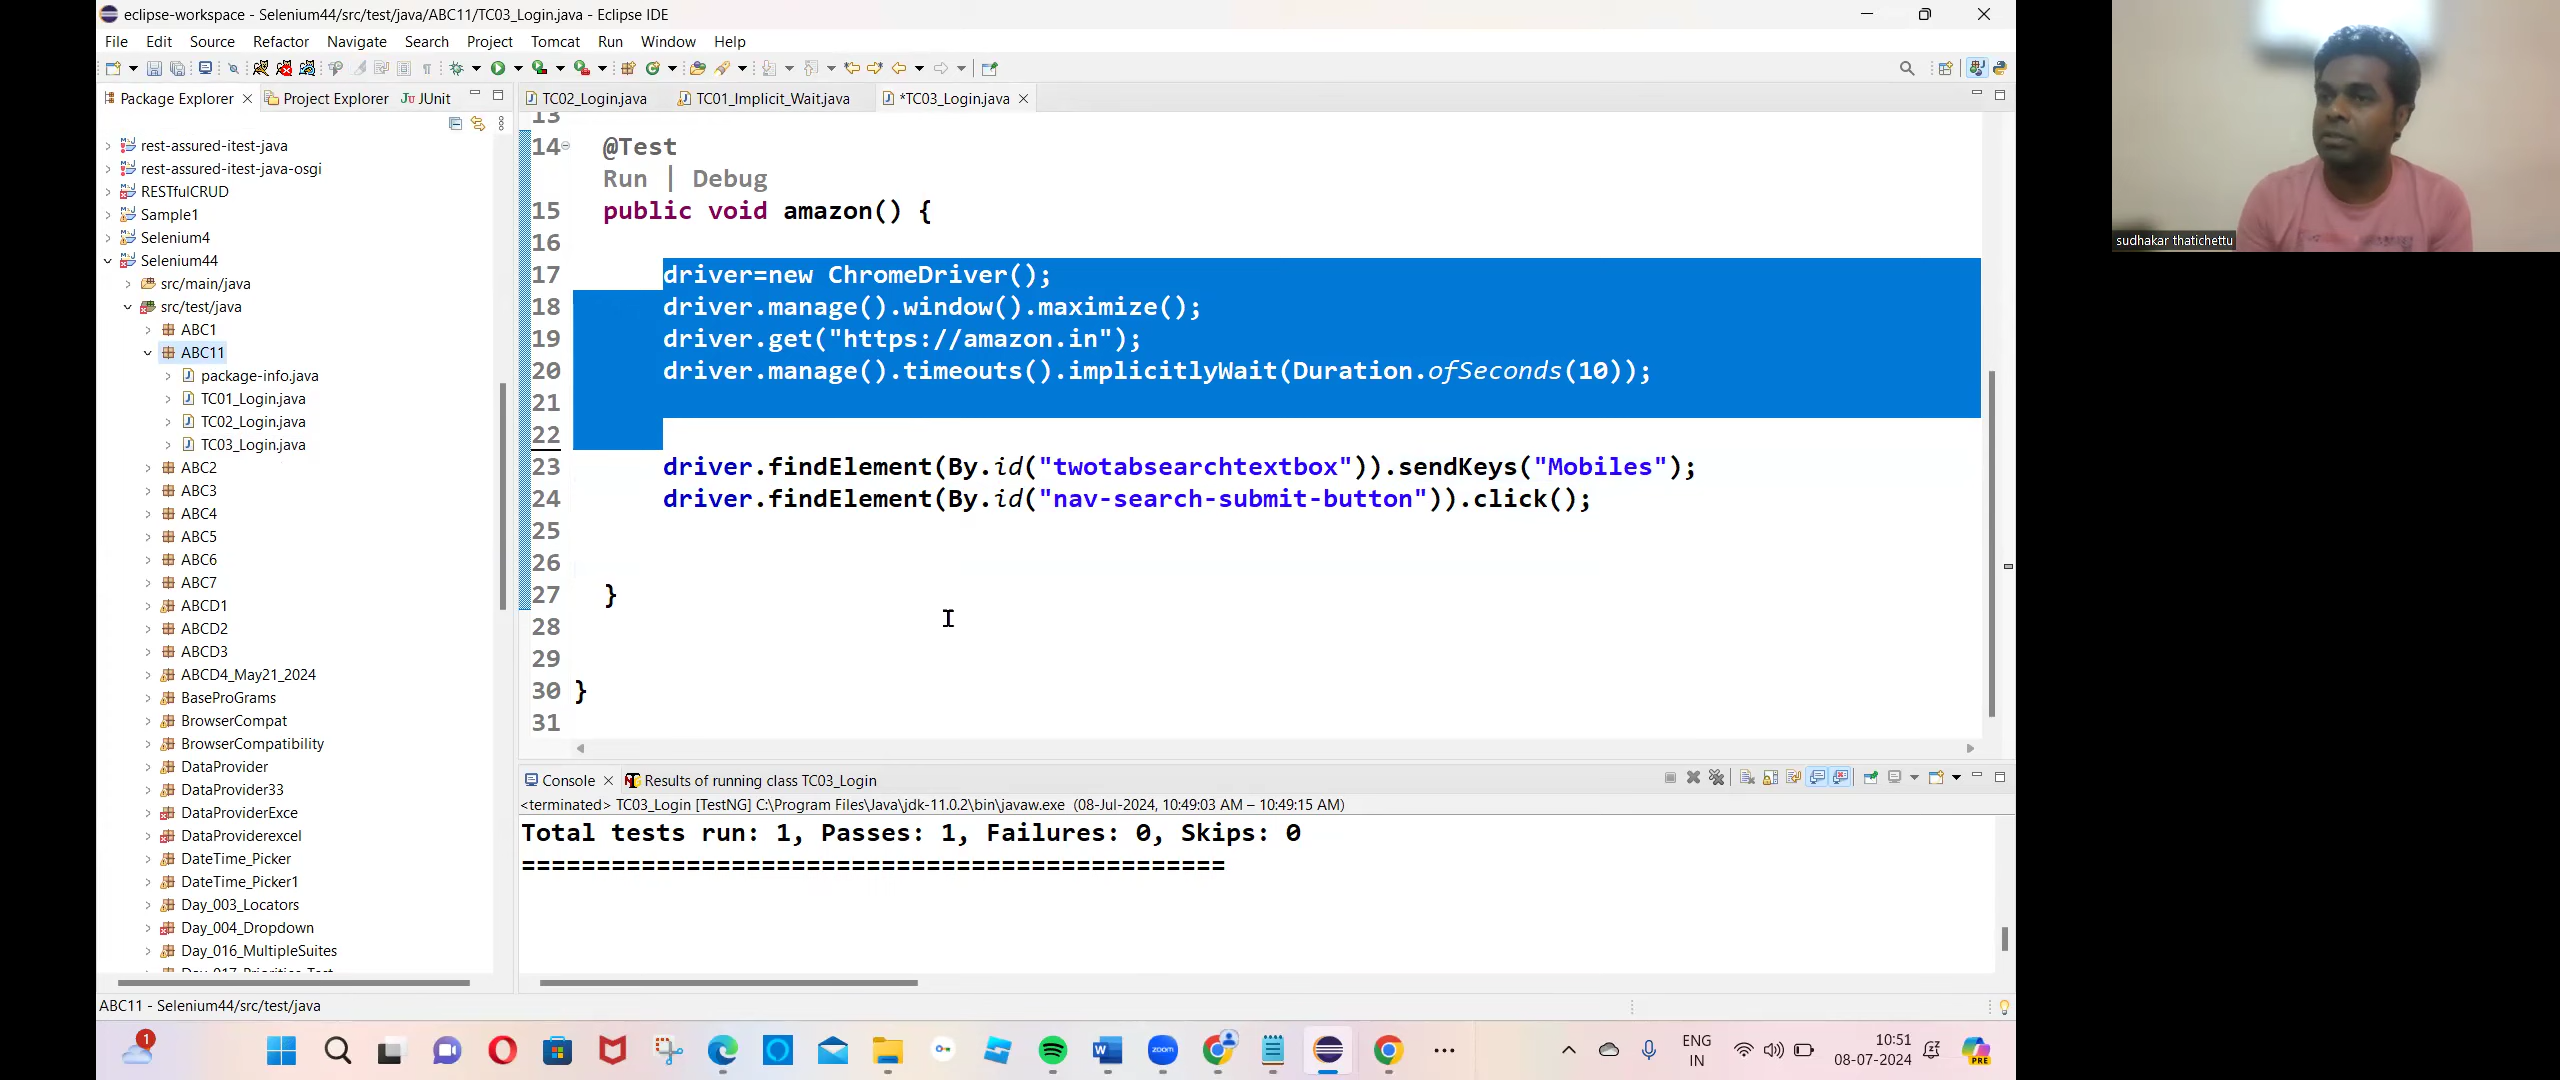 eclipse-workspace - Selenium44/src/test/java/ABC11/TC03_Login.java - Eclipse IDE
File Edit Source Refactor Navigate Search Project Tomcat Run Window Help
Package Explorer
Project Explorer
JUnit
TC02_Login.java
TC01_Implicit_Wait.java
*TC03_Login.java
rest-assured-itest-java
rest-assured-itest-java-osgi
RESTfulCRUD
Sample1
Selenium4
Selenium44
src/main/java
src/test/java
ABC1
ABC11
package-info.java
TC01_Login.java
TC02_Login.java
TC03_Login.java
ABC2
ABC3
ABC4
ABC5
ABC6
ABC7
ABCD1
ABCD2
ABCD3
ABCD4_May21_2024
BaseProGrams
BrowserCompat
BrowserCompatibility
DataProvider
DataProvider33
DataProviderExce
DataProviderexcel
DateTime_Picker
DateTime_Picker1
Day_003_Locators
Day_004_Dropdown
Day_016_MultipleSuites
Day_017_Priorities_Test
13
14 @Test
Run | Debug
15 public void amazon() {
16
17 driver=new ChromeDriver();
18 driver.manage().window().maximize();
19 driver.get("https://amazon.in");
20 driver.manage().timeouts().implicitlyWait(Duration.ofSeconds(10));
21
22
23 driver.findElement(By.id("twotabsearchtextbox")).sendKeys("Mobiles");
24 driver.findElement(By.id("nav-search-submit-button")).click();
25
26
27 }
28
29
30 }
31
Console
Results of running class TC03_Login
<terminated> TC03_Login [TestNG] C:\Program Files\Java\jdk-11.0.2\bin\javaw.exe (08-Jul-2024, 10:49:03 AM – 10:49:15 AM)
Total tests run: 1, Passes: 1, Failures: 0, Skips: 0
===============================================
ABC11 - Selenium44/src/test/java
1
zoom
ENG
IN
10:51
08-07-2024
PRE
sudhakar thatichettu